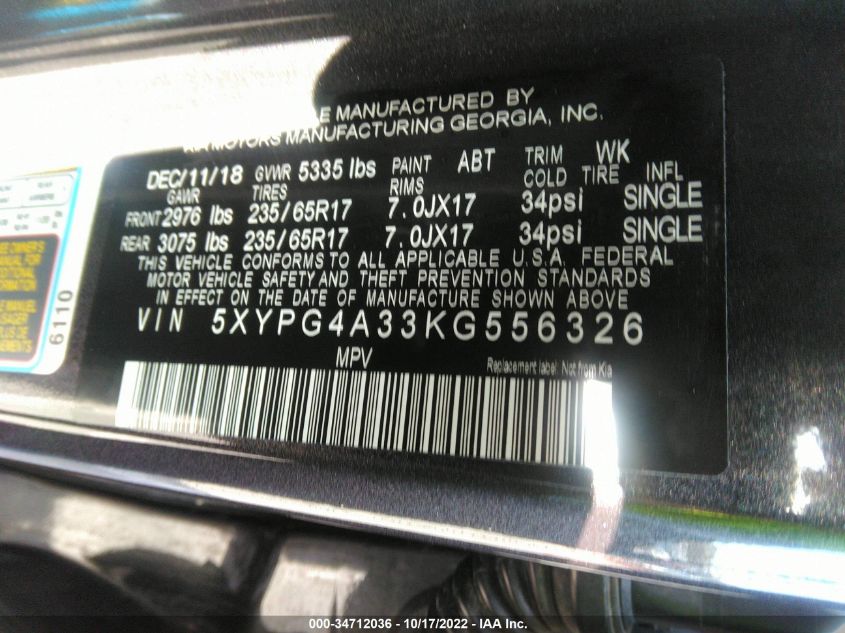 LE MANUFACTURED BY
MOTORS MANUFACTURING GEORGIA, INC.
DEC/11/18 GVWR 5335 lbs PAINT ABT TRIM WK
GAWR TIRES RIMS COLD TIRE INFL
FRONT 2976 lbs 235/65R17 7.0JX17 34psi SINGLE
REAR 3075 lbs 235/65R17 7.0JX17 34psi SINGLE
THIS VEHICLE CONFORMS TO ALL APPLICABLE U.S.A. FEDERAL
MOTOR VEHICLE SAFETY AND THEFT PREVENTION STANDARDS
IN EFFECT ON THE DATE OF MANUFACTURE SHOWN ABOVE
VIN 5XYPG4A33KG556326
MPV
Replacement label: Not from Kia
6110
000-34712036 - 10/17/2022 - IAA Inc.